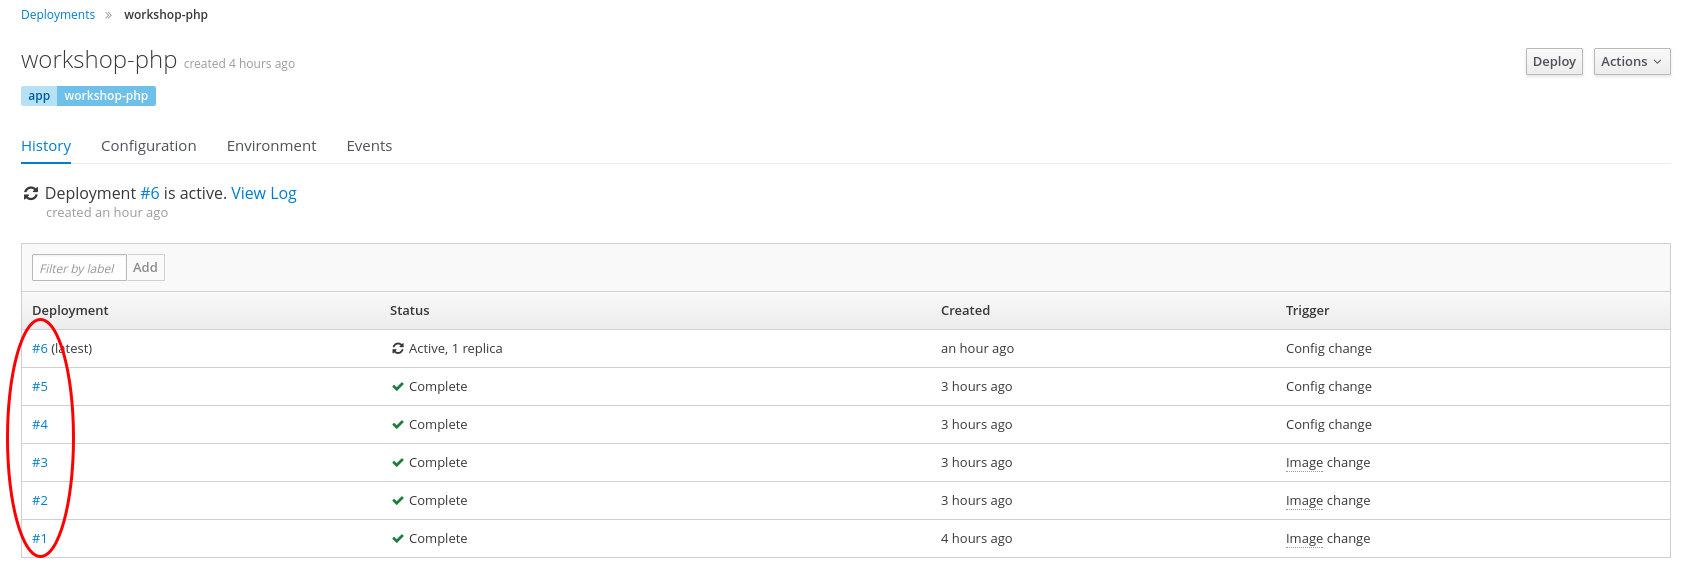 Deployments » workshop-php
workshop-php created 4 hours ago
Deploy Actions
app workshop-php
History Configuration Environment Events
Deployment #6 is active. View Log
created an hour ago
Filter by label Add
Deployment Status Created Trigger
#6 (latest) Active, 1 replica an hour ago Config change
#5 Complete 3 hours ago Config change
#4 Complete 3 hours ago Config change
#3 Complete 3 hours ago Image change
#2 Complete 3 hours ago Image change
#1 Complete 4 hours ago Image change